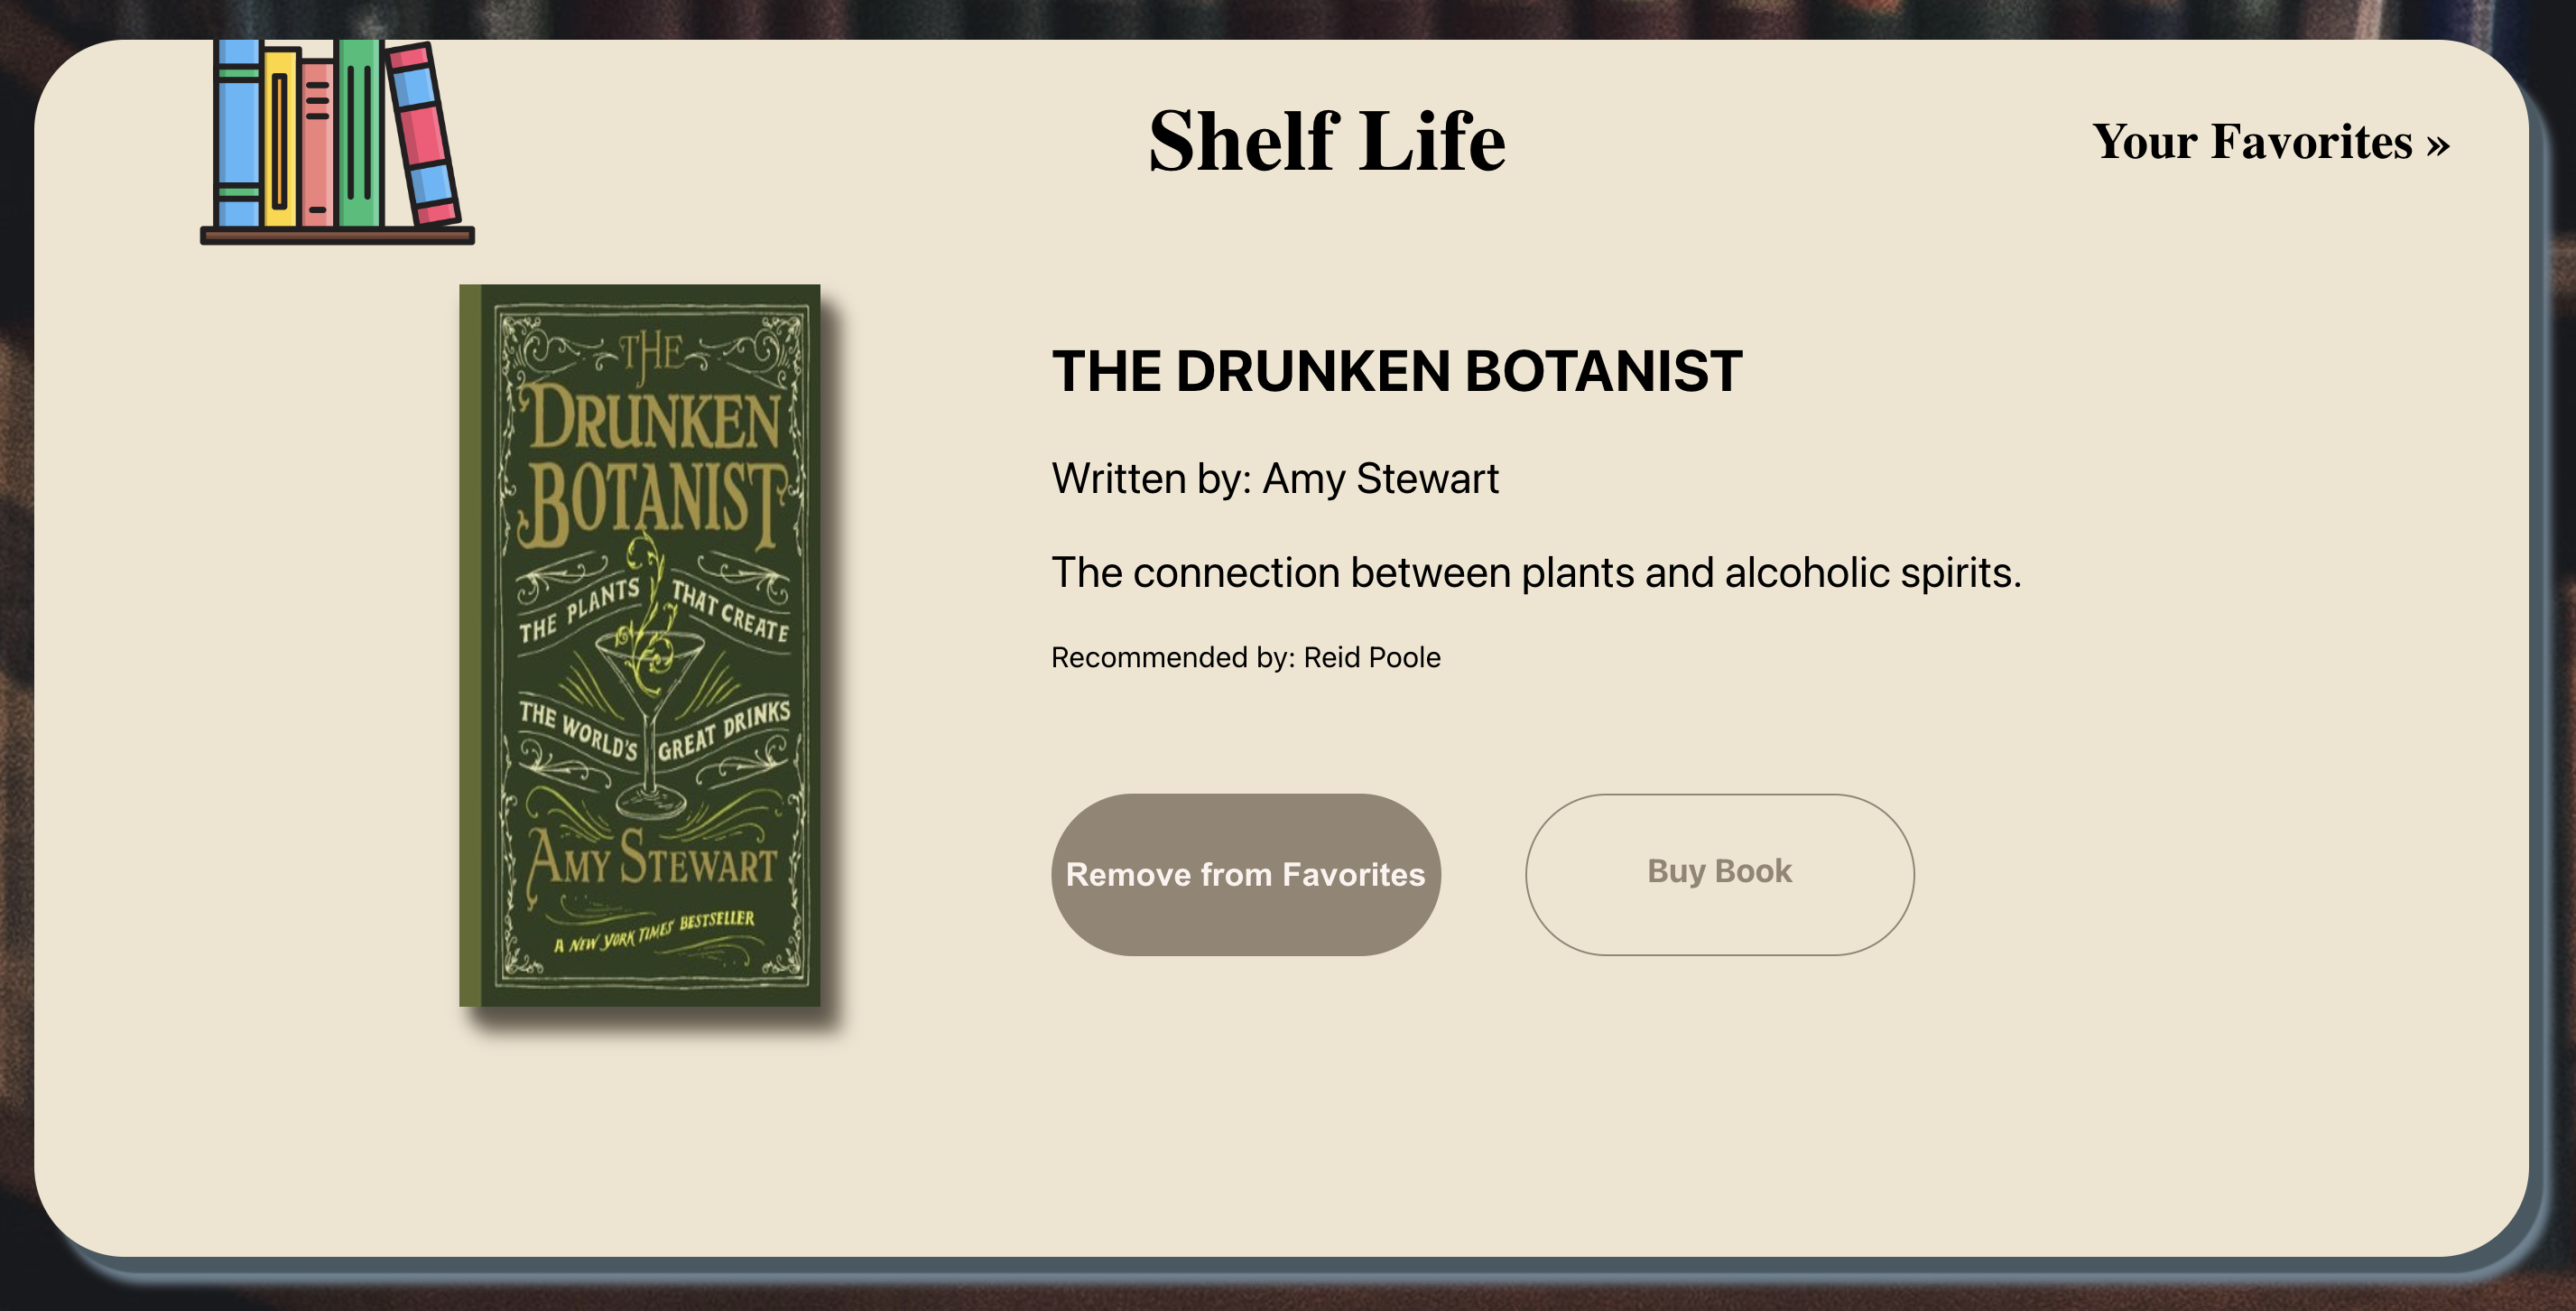 Shelf Life
Your Favorites »
THE
DRUNKEN
BOTANIST
THE PLANTS THAT CREATE
THE WORLD'S GREAT DRINKS
AMY STEWART
A NEW YORK TIMES BESTSELLER
THE DRUNKEN BOTANIST
Written by: Amy Stewart
The connection between plants and alcoholic spirits.
Recommended by: Reid Poole
Remove from Favorites
Buy Book